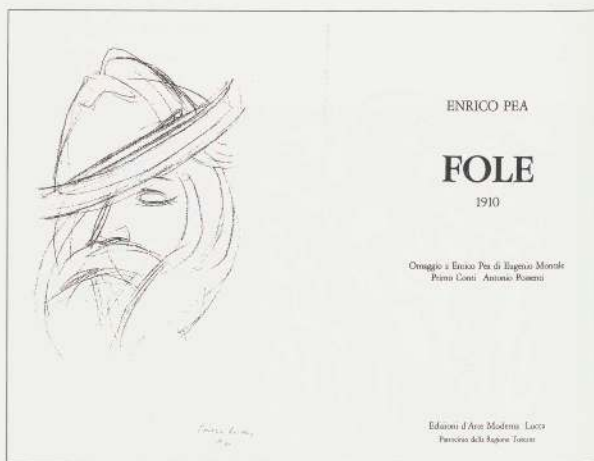 ENRICO PEA
FOLE
1910
Omaggio a Enrico Pea di Eugenio Montale
Primo Conti Antonio Possenti
Edizioni d'Arte Moderna Lucca
Patrocinio della Regione Toscana